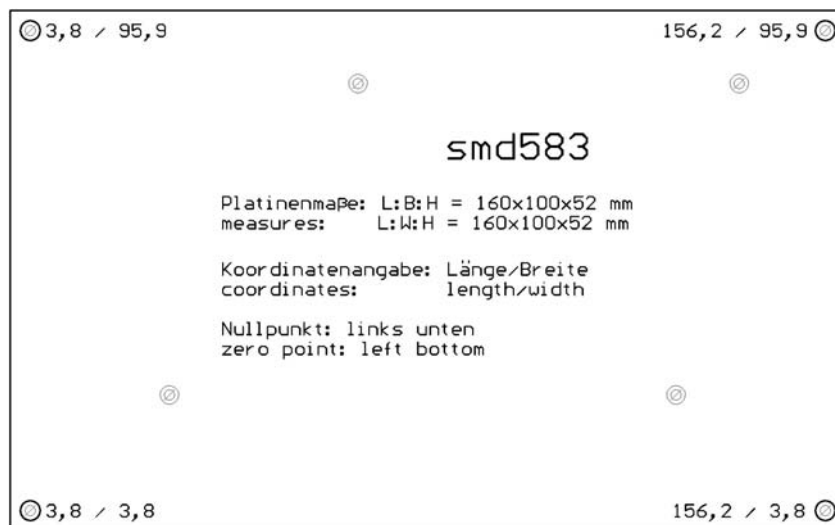 3,8 / 95,9
156,2 / 95,9
smd583
Platinenmaße: L:B:H = 160x100x52 mm
measures: L:W:H = 160x100x52 mm
Koordinatenangabe: Länge/Breite
coordinates: length/width
Nullpunkt: links unten
zero point: left bottom
3,8 / 3,8
156,2 / 3,8